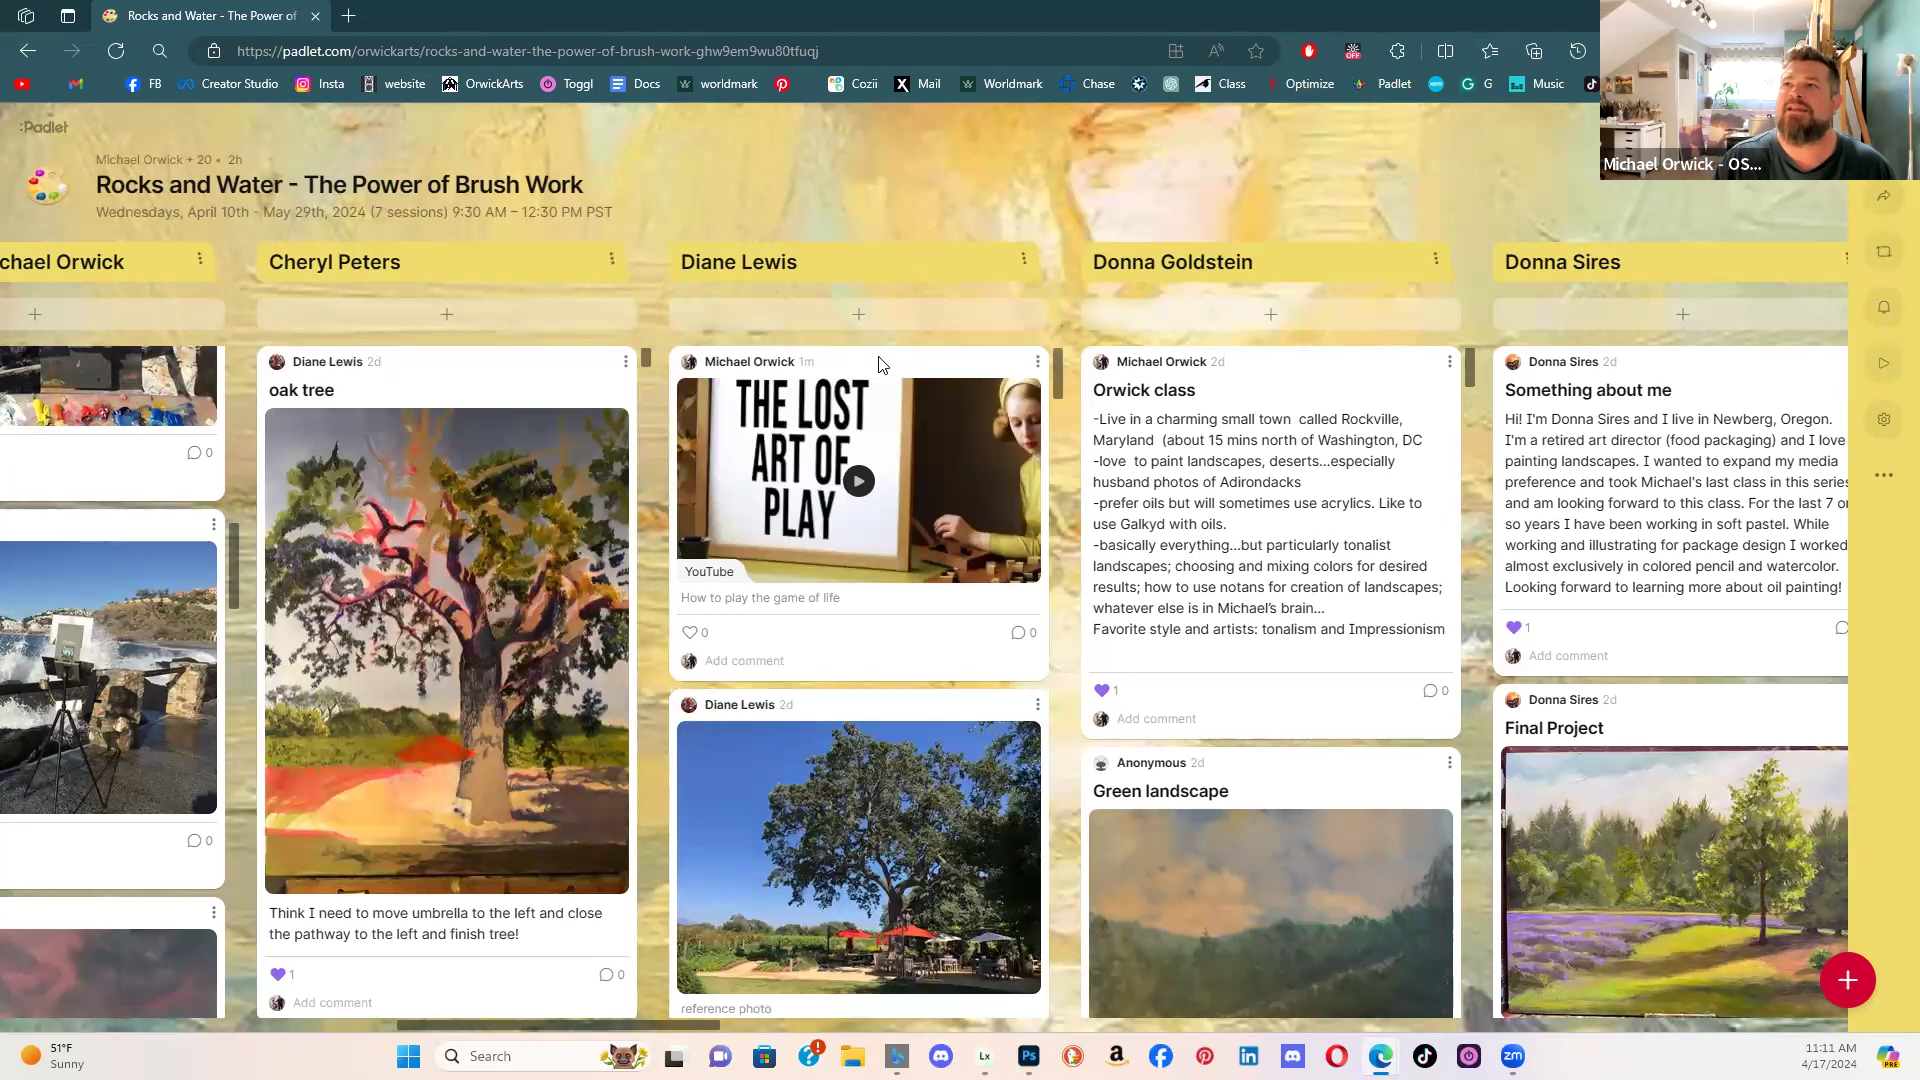 Rocks and Water - The Power of
https://padlet.com/orwickarts/rocks-and-water-the-power-of-brush-work-ghw9em9wu80tfuqj
OFF
FB
Creator Studio
Insta
website
OrwickArts
Toggl
Docs
worldmark
Cozii
Mail
Worldmark
Chase
Class
Optimize
Padlet
G
Music
Michael Orwick - OS...
:Padlet
Michael Orwick + 20 • 2h
Rocks and Water - The Power of Brush Work
Wednesdays, April 10th - May 29th, 2024 (7 sessions) 9:30 AM – 12:30 PM PST
chael Orwick
0
0
Cheryl Peters
Diane Lewis 2d
oak tree
Think I need to move umbrella to the left and close
the pathway to the left and finish tree!
1
0
Add comment
Diane Lewis
Michael Orwick 1m
THE LOST
ART OF
PLAY
YouTube
How to play the game of life
0
0
Add comment
Diane Lewis 2d
reference photo
Donna Goldstein
Michael Orwick 2d
Orwick class
-Live in a charming small town called Rockville,
Maryland (about 15 mins north of Washington, DC
-love to paint landscapes, deserts...especially
husband photos of Adirondacks
-prefer oils but will sometimes use acrylics. Like to
use Galkyd with oils.
-basically everything...but particularly tonalist
landscapes; choosing and mixing colors for desired
results; how to use notans for creation of landscapes;
whatever else is in Michael’s brain...
Favorite style and artists: tonalism and Impressionism
1
0
Add comment
Anonymous 2d
Green landscape
Donna Sires
Donna Sires 2d
Something about me
Hi! I'm Donna Sires and I live in Newberg, Oregon.
I'm a retired art director (food packaging) and I love
painting landscapes. I wanted to expand my media
preference and took Michael's last class in this series
and am looking forward to this class. For the last 7 or
so years I have been working in soft pastel. While
working and illustrating for package design I worked
almost exclusively in colored pencil and watercolor.
Looking forward to learning more about oil painting!
1
Add comment
Donna Sires 2d
Final Project
51°F
Sunny
Search
Lx
Ps
zm
11:11 AM
4/17/2024
PRE